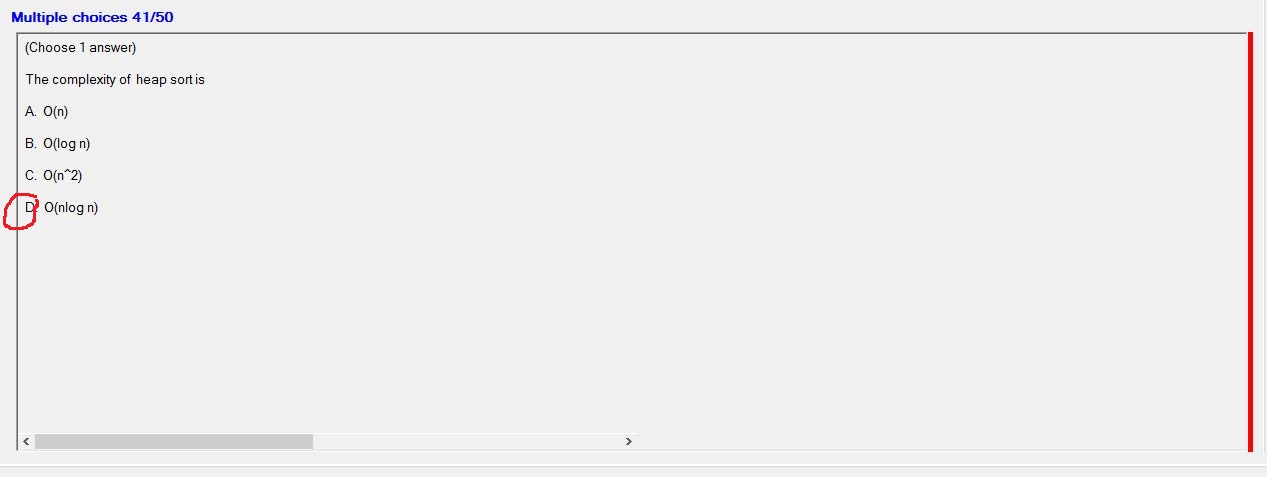 Multiple choices 41/50
(Choose 1 answer)
The complexity of heap sort is
A. O(n)
B. O(log n)
C. O(n^2)
D. O(nlog n)